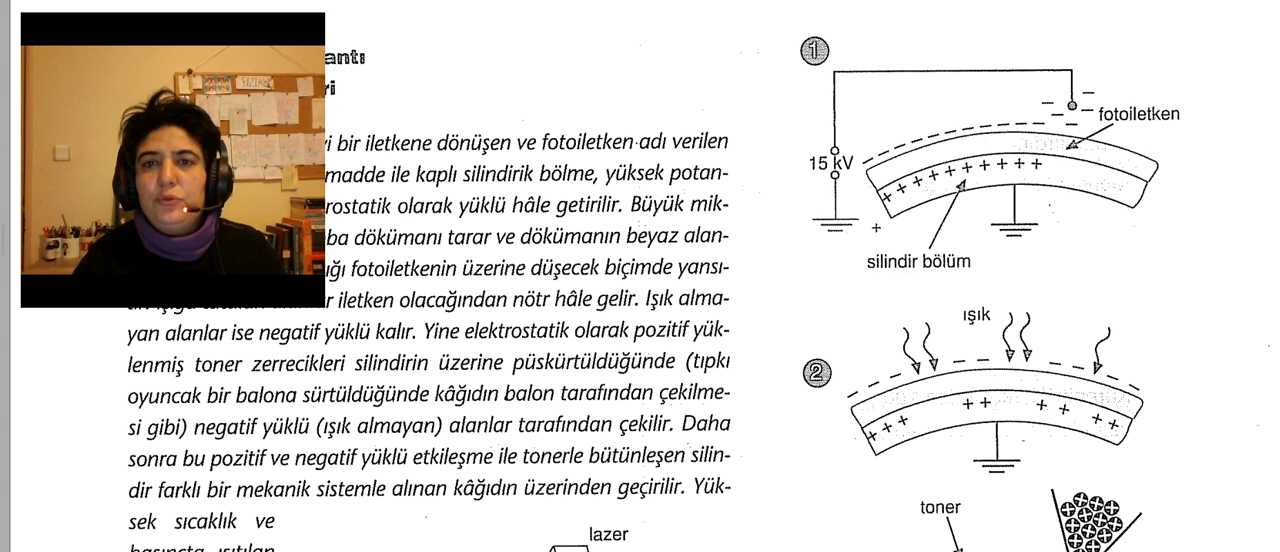 antı
ri
i bir iletkene dönüşen ve fotoiletken adı verilen
madde ile kaplı silindirik bölme, yüksek potan-
rostatik olarak yüklü hâle getirilir. Büyük mik-
ba dökümanı tarar ve dökümanın beyaz alan-
ığı fotoiletkenin üzerine düşecek biçimde yansı-
r iletken olacağından nötr hâle gelir. Işık alma-
yan alanlar ise negatif yüklü kalır. Yine elektrostatik olarak pozitif yük-
lenmiş toner zerrecikleri silindirin üzerine püskürtüldüğünde (tıpkı
oyuncak bir balona sürtüldüğünde kâğıdın balon tarafından çekilme-
si gibi) negatif yüklü (ışık almayan) alanlar tarafından çekilir. Daha
sonra bu pozitif ve negatif yüklü etkileşme ile tonerle bütünleşen silin-
dir farklı bir mekanik sistemle alınan kâğıdın üzerinden geçirilir. Yük-
sek sıcaklık ve
basınçta ısıtılan
lazer
1
fotoiletken
15 kV
silindir bölüm
ışık
2
toner
FİZİK